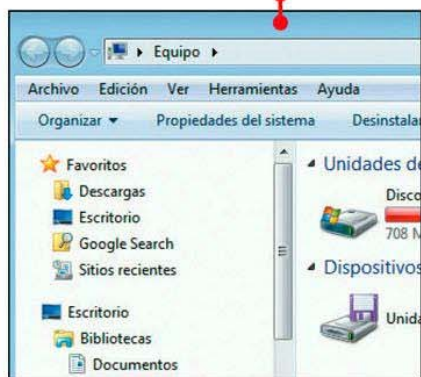 Equipo
Archivo Edición Ver Herramientas Ayuda
Organizar Propiedades del sistema Desinstalar
Favoritos
Descargas
Escritorio
Google Search
Sitios recientes
Escritorio
Bibliotecas
Documentos
Unidades de
Disco
708 M
Dispositivos
Unida